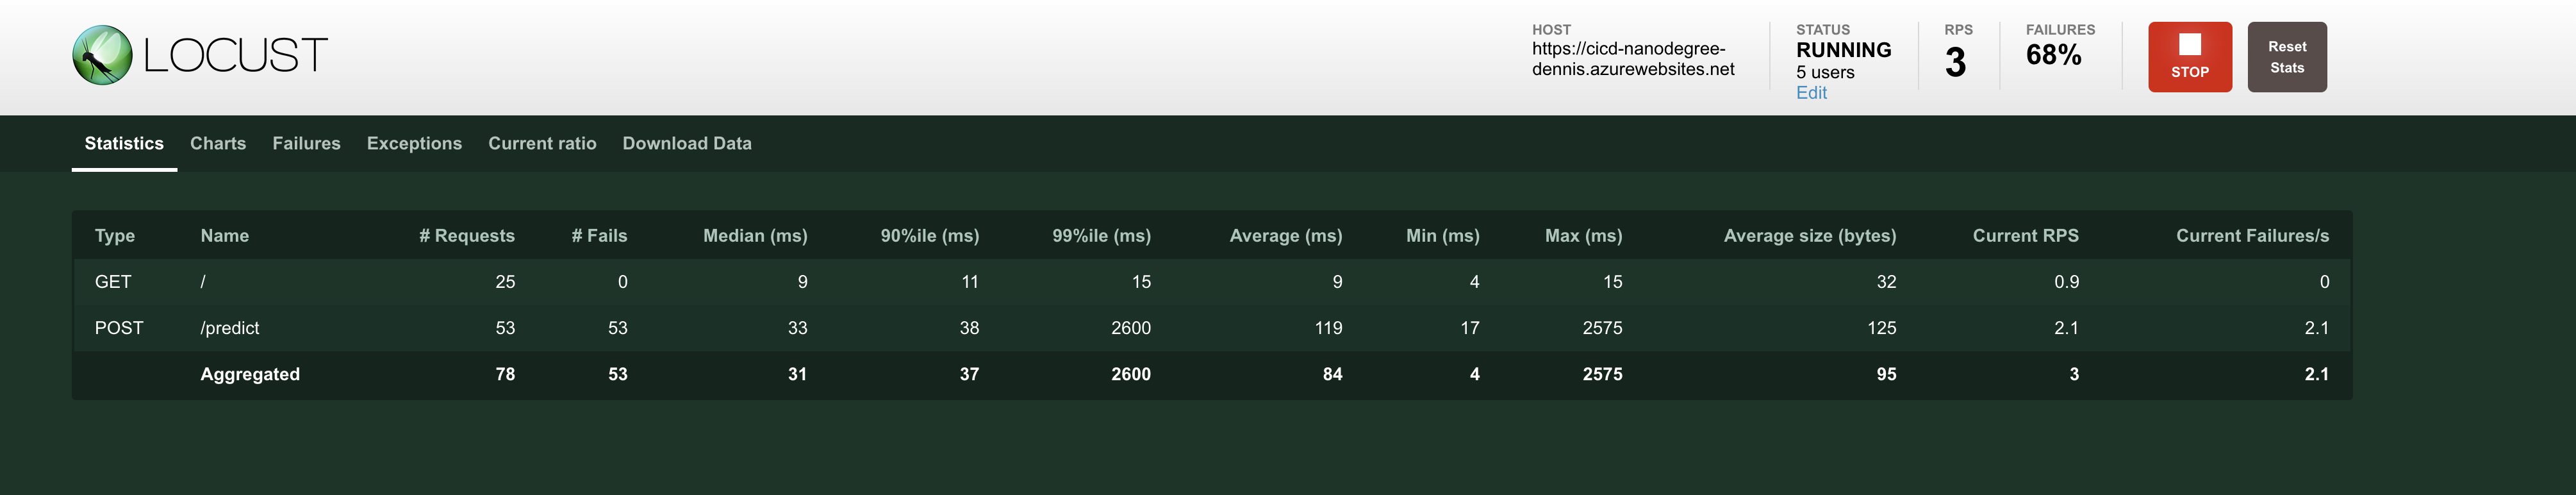 LOCUST
HOST
https://cicd-nanodegree-
dennis.azurewebsites.net
STATUS
RUNNING
5 users
Edit
RPS
3
FAILURES
68%
STOP
Reset
Stats
Statistics Charts Failures Exceptions Current ratio Download Data
Type Name # Requests # Fails Median (ms) 90%ile (ms) 99%ile (ms) Average (ms) Min (ms) Max (ms) Average size (bytes) Current RPS Current Failures/s
GET / 25 0 9 11 15 9 4 15 32 0.9 0
POST /predict 53 53 33 38 2600 119 17 2575 125 2.1 2.1
Aggregated 78 53 31 37 2600 84 4 2575 95 3 2.1